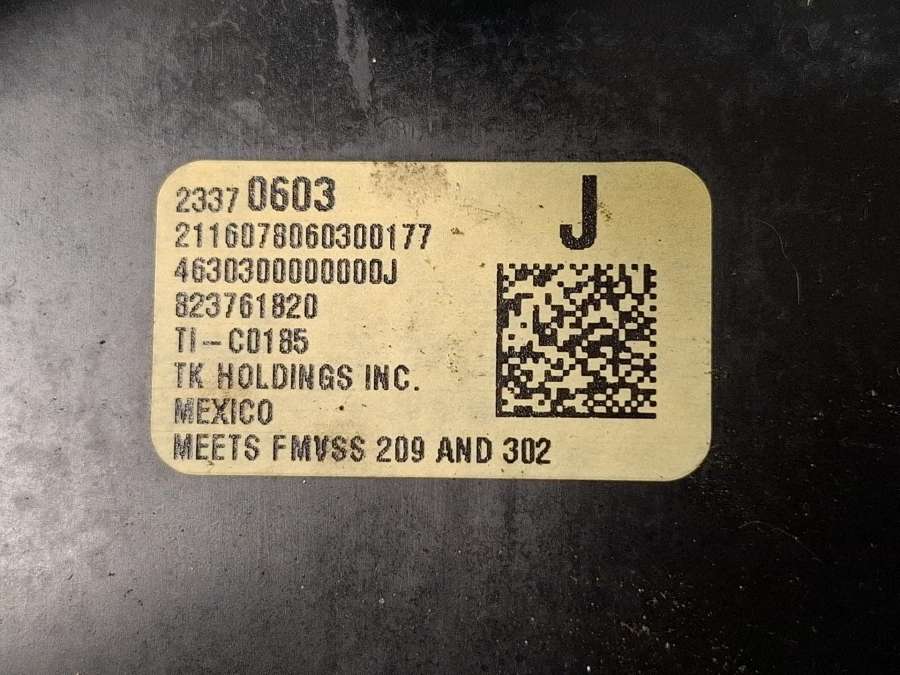 2337 0603
J
2116078060300177
4630300000000J
823761820
TI-C0185
TK HOLDINGS INC.
MEXICO
MEETS FMVSS 209 AND 302